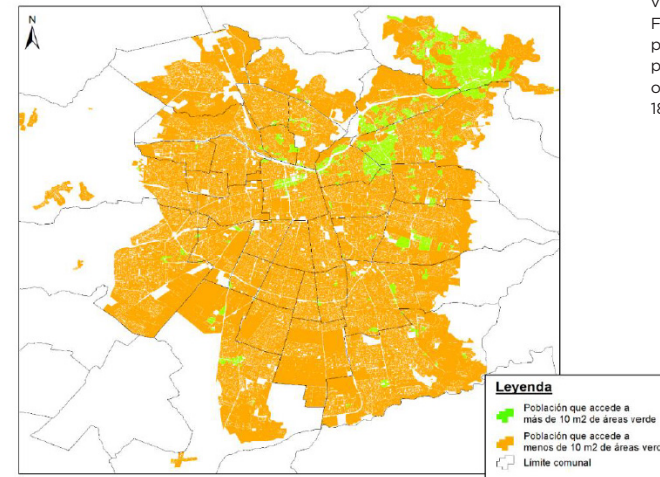 N
V
F
p
p
o
18
Leyenda
Población que accede a
más de 10 m2 de áreas verde
Población que accede a
menos de 10 m2 de áreas verd
Límite comunal